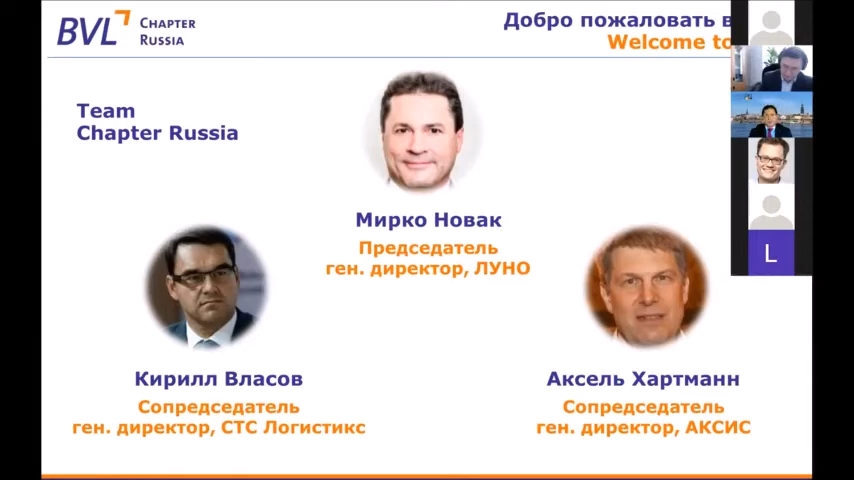 BVL CHAPTER
RUSSIA
Добро пожаловать в
Welcome to
Team
Chapter Russia
Мирко Новак
Председатель
ген. директор, ЛУНО
Кирилл Власов
Сопредседатель
ген. директор, СТС Логистикс
Аксель Хартманн
Сопредседатель
ген. директор, АКСИС
L